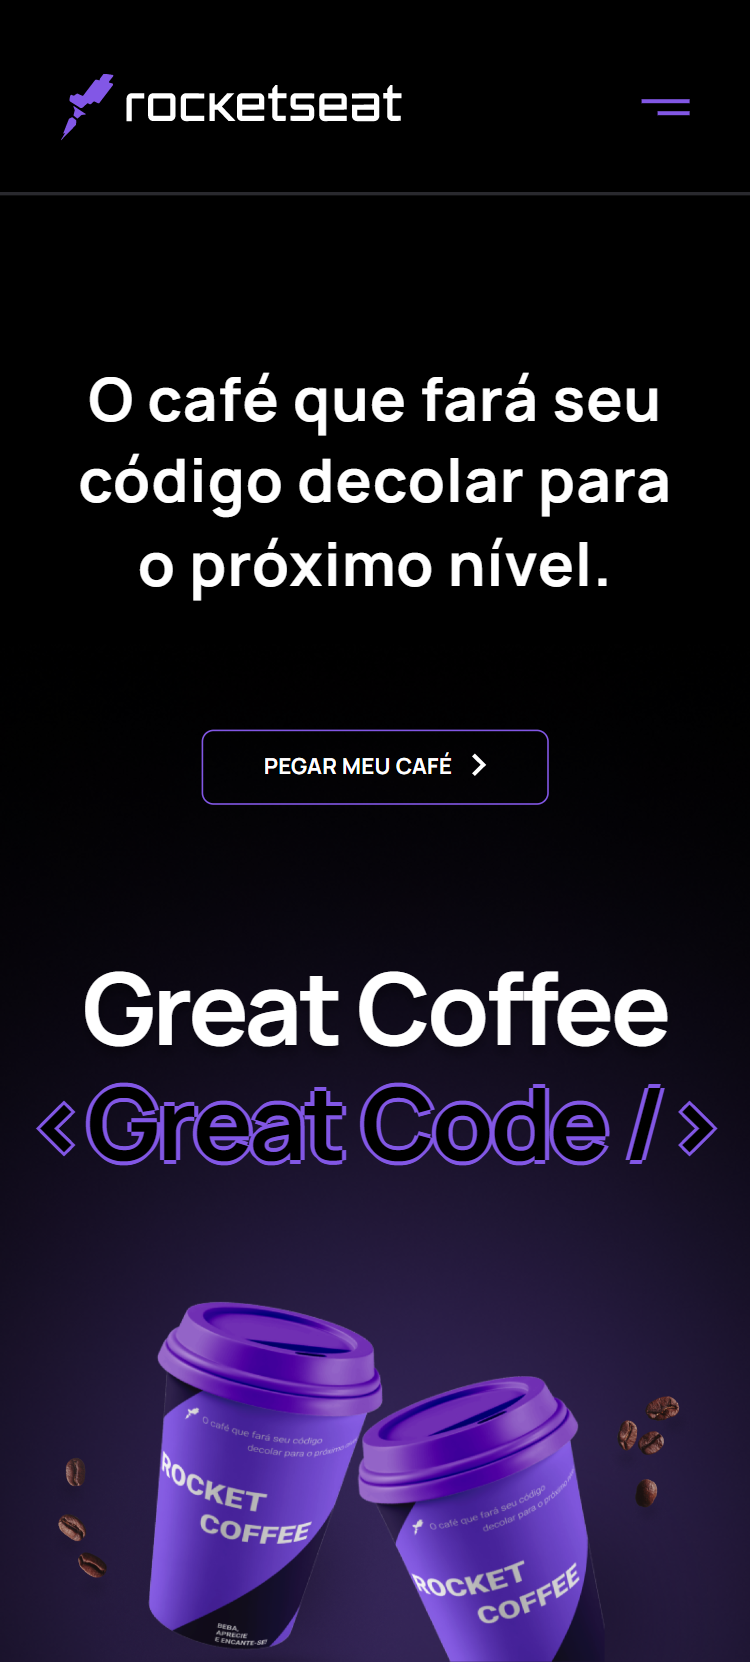 rocketseat
O café que fará seu
código decolar para
o próximo nível.
PEGAR MEU CAFÉ
Great Coffee
<Great Code />
O café que fará seu código
decolar para o próximo
ROCKET
COFFEE
BEBA,
APRECIE
E ENCANTE-SE!
O café que fará seu código
decolar para o próximo
ROCKET
COFFEE